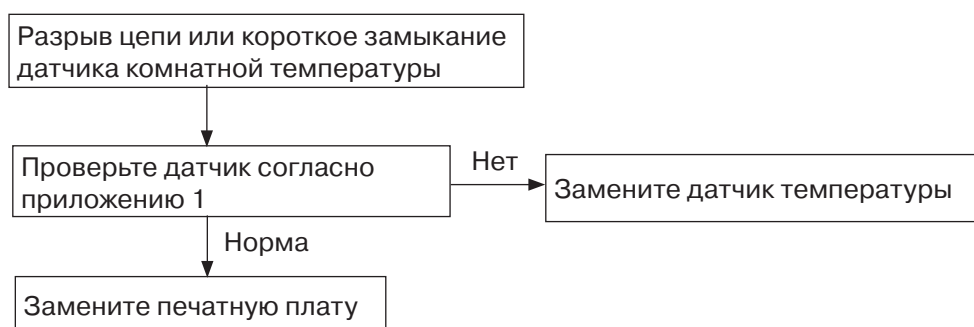 Разрыв цепи или короткое замыкание
датчика комнатной температуры
Проверьте датчик согласно
приложению 1
Нет
Замените датчик температуры
Норма
Замените печатную плату